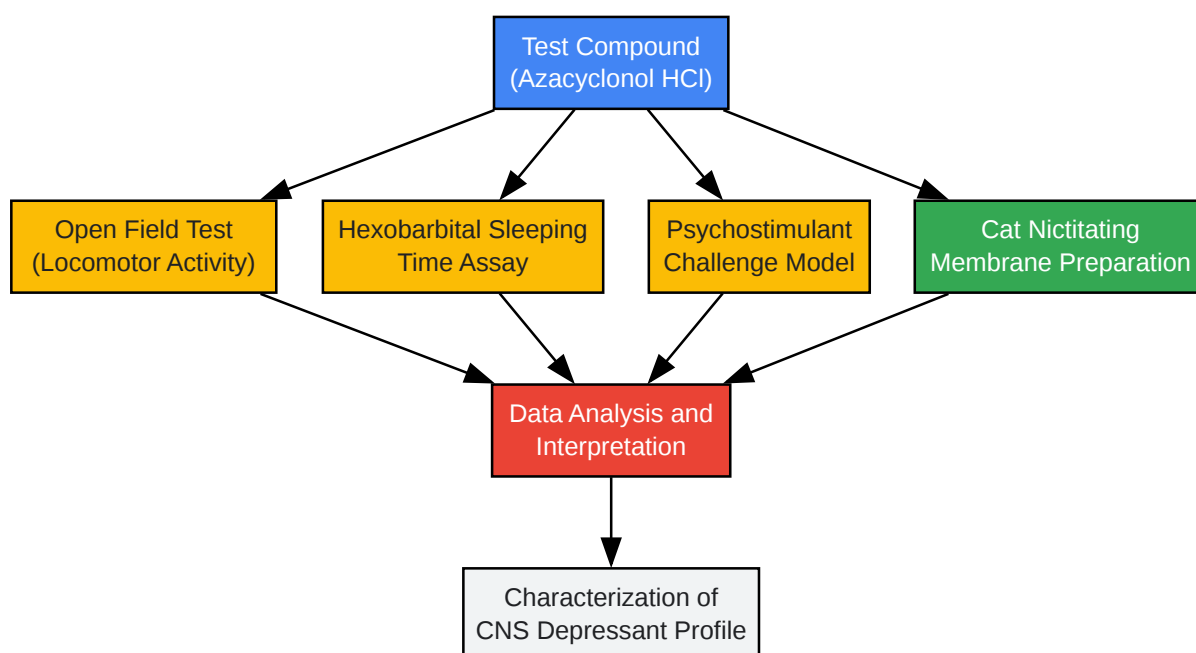 Test Compound
(Azacyclonol HCl)
Open Field Test
(Locomotor Activity)
Hexobarbital Sleeping
Time Assay
Psychostimulant
Challenge Model
Cat Nictitating
Membrane Preparation
Data Analysis and
Interpretation
Characterization of
CNS Depressant Profile